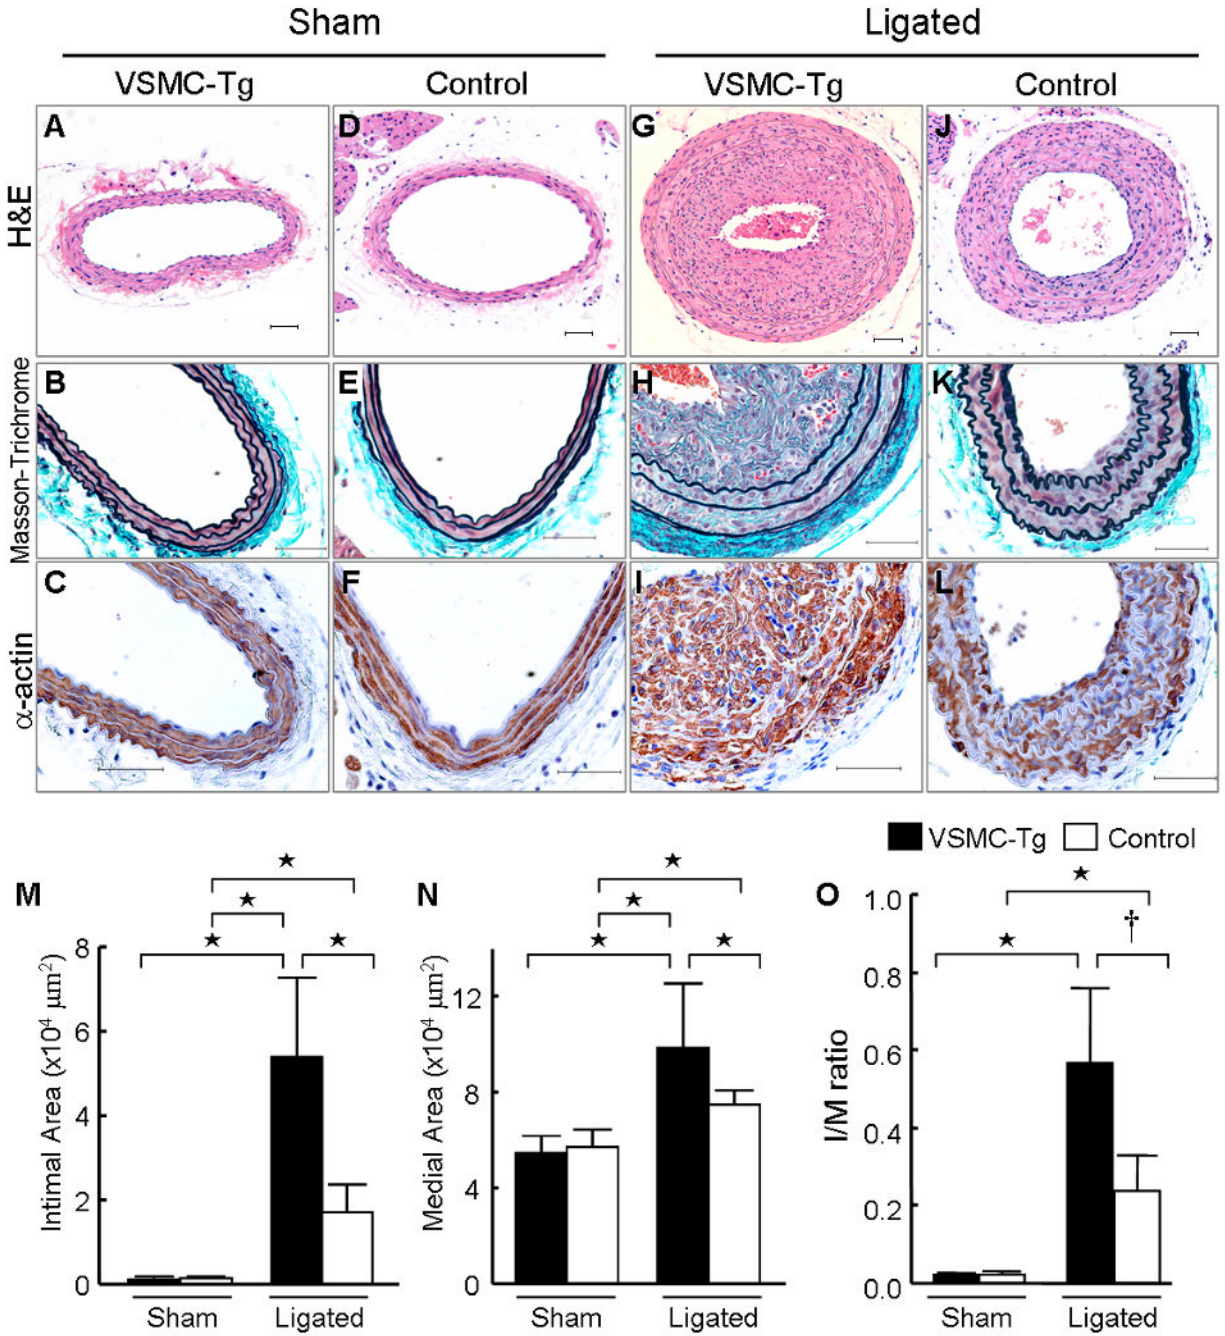 Sham Ligated
VSMC-Tg Control VSMC-Tg Control
A D G J
H&E
B E H K
Masson-Trichrome
C F I L
α-actin
VSMC-Tg Control
M ★ ★ ★ ★
8
6
4
2
0
Intimal Area (x10⁴ μm²)
Sham Ligated
N ★ ★ ★ ★
12
8
4
0
Medial Area (x10⁴ μm²)
Sham Ligated
O ★ ★ †
1.0
0.8
0.6
0.4
0.2
0.0
I/M ratio
Sham Ligated